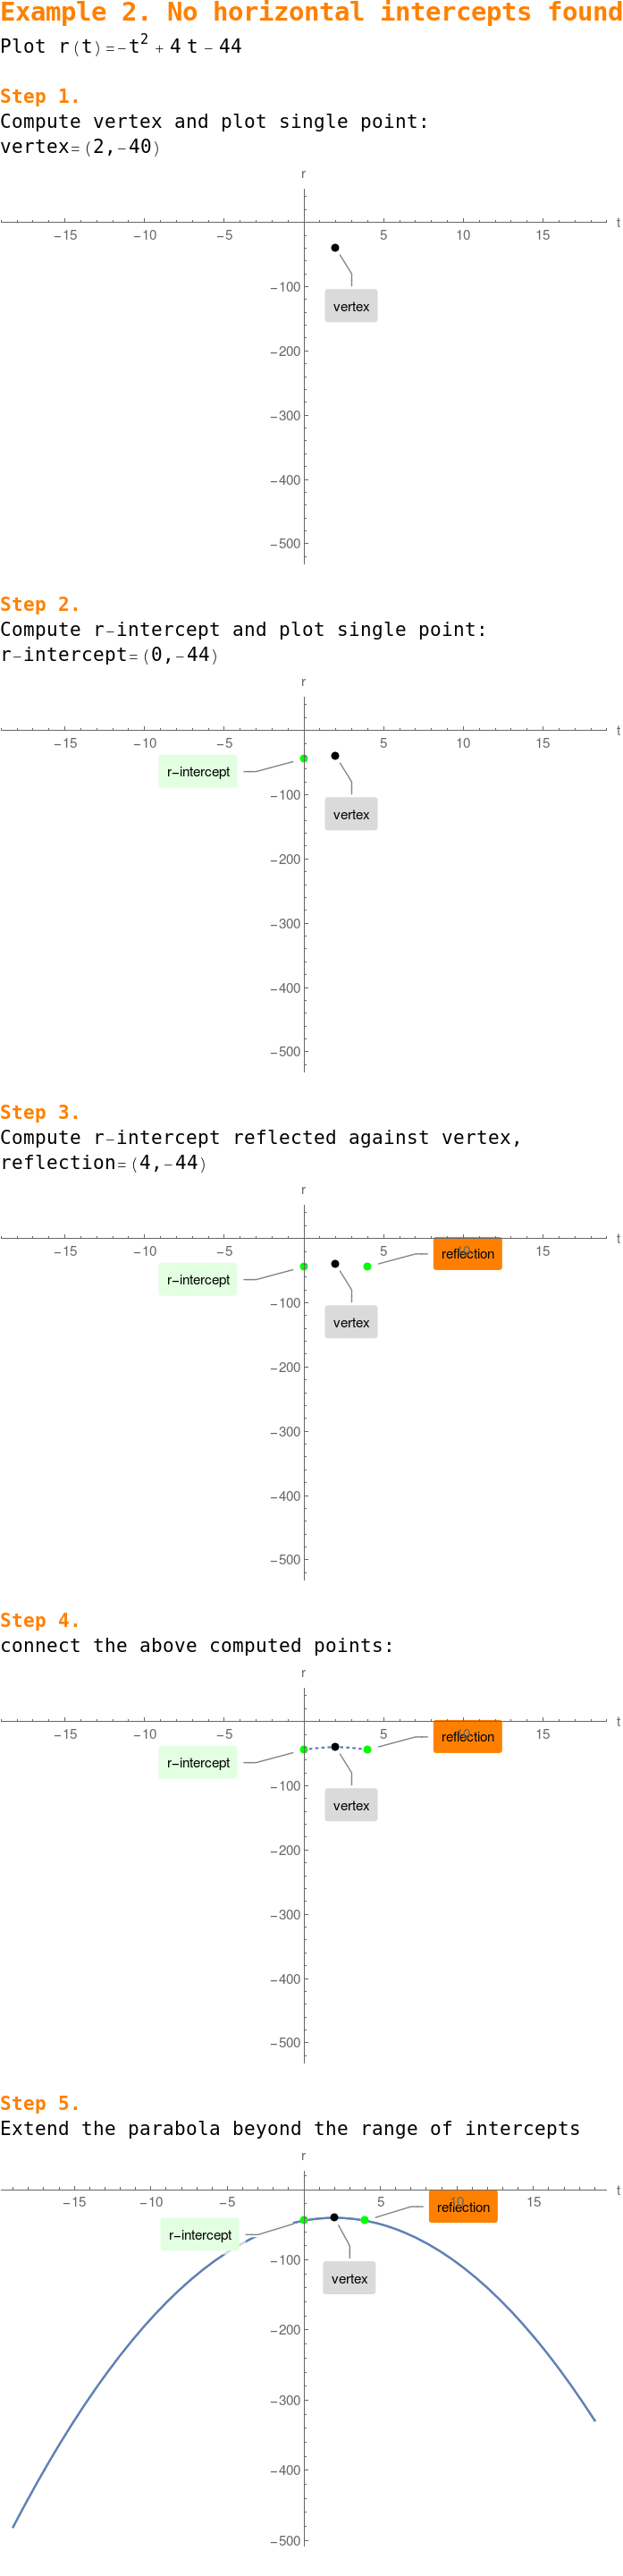 Example 2. No horizontal intercepts found
Plot r(t)=-t² + 4 t - 44
Step 1.
Compute vertex and plot single point:
vertex=(2,-40)
r
t
-15 -10 -5 5 10 15
vertex
-100
-200
-300
-400
-500
Step 2.
Compute r-intercept and plot single point:
r-intercept=(0,-44)
r
t
-15 -10 -5 5 10 15
r-intercept
vertex
-100
-200
-300
-400
-500
Step 3.
Compute r-intercept reflected against vertex,
reflection=(4,-44)
r
t
-15 -10 -5 5 10 15
reflection
r-intercept
vertex
-100
-200
-300
-400
-500
Step 4.
connect the above computed points:
r
t
-15 -10 -5 5 10 15
reflection
r-intercept
vertex
-100
-200
-300
-400
-500
Step 5.
Extend the parabola beyond the range of intercepts
r
t
-15 -10 -5 5 10 15
reflection
r-intercept
vertex
-100
-200
-300
-400
-500